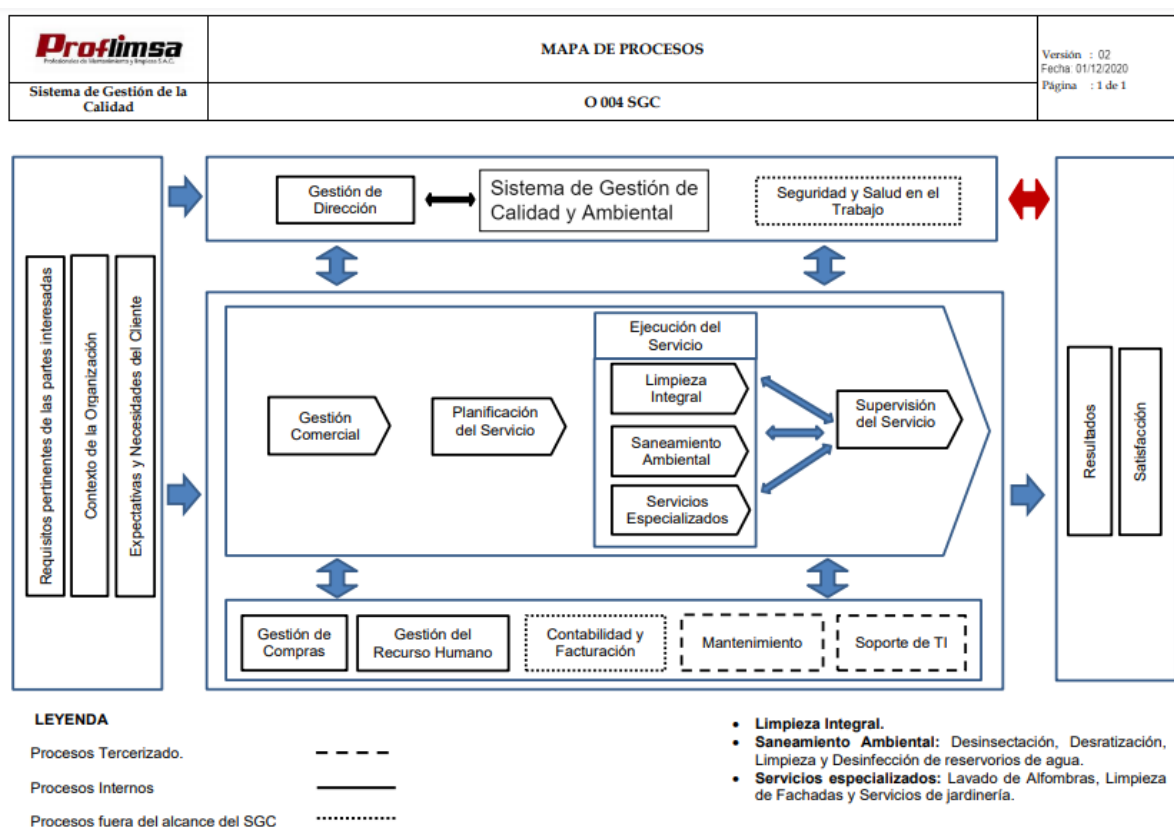 Proflimsa
Profesionales de Mantenimiento y limpieza S.A.C.
Sistema de Gestión de la
Calidad
MAPA DE PROCESOS
O 004 SGC
Versión : 02
Fecha: 01/12/2020
Página : 1 de 1
Requisitos pertinentes de las partes interesadas
Contexto de la Organización
Expectativas y Necesidades del Cliente
Gestión de
Dirección
Sistema de Gestión de
Calidad y Ambiental
Seguridad y Salud en el
Trabajo
Gestión
Comercial
Planificación
del Servicio
Ejecución del
Servicio
Limpieza
Integral
Saneamiento
Ambiental
Servicios
Especializados
Supervisión
del Servicio
Gestión de
Compras
Gestión del
Recurso Humano
Contabilidad y
Facturación
Mantenimiento
Soporte de TI
Resultados
Satisfacción
LEYENDA
Procesos Tercerizado.
Procesos Internos
Procesos fuera del alcance del SGC
• Limpieza Integral.
• Saneamiento Ambiental: Desinsectación, Desratización,
Limpieza y Desinfección de reservorios de agua.
• Servicios especializados: Lavado de Alfombras, Limpieza
de Fachadas y Servicios de jardinería.